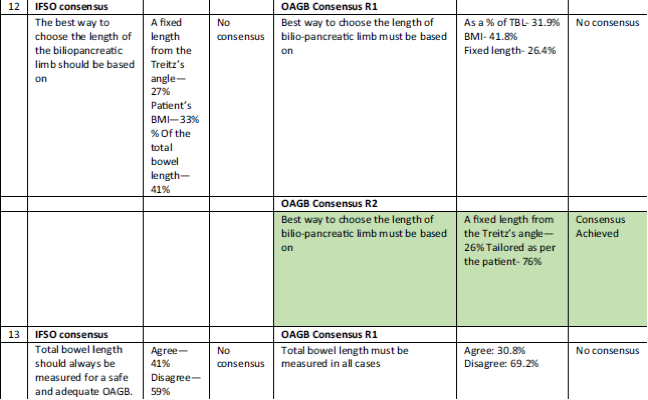 12 IFSO consensus OAGB Consensus R1
The best way to
choose the length of
the biliopancreatic
limb should be based
on
A fixed
length
from the
Treitz's
angle—
27%
Patient's
BMI—33%
% Of the
total
bowel
length—
41%
No
consensus
Best way to choose the length of
bilio-pancreatic limb must be based
on
As a % of TBL- 31.9%
BMI- 41.8%
Fixed length- 26.4%
No consensus
OAGB Consensus R2
Best way to choose the length of
bilio-pancreatic limb must be based
on
A fixed length from
the Treitz's angle—
26% Tailored as per
the patient- 76%
Consensus
Achieved
13 IFSO consensus OAGB Consensus R1
Total bowel length
should always be
measured for a safe
and adequate OAGB.
Agree—
41%
Disagree—
59%
No
consensus
Total bowel length must be
measured in all cases
Agree: 30.8%
Disagree: 69.2%
No consensus